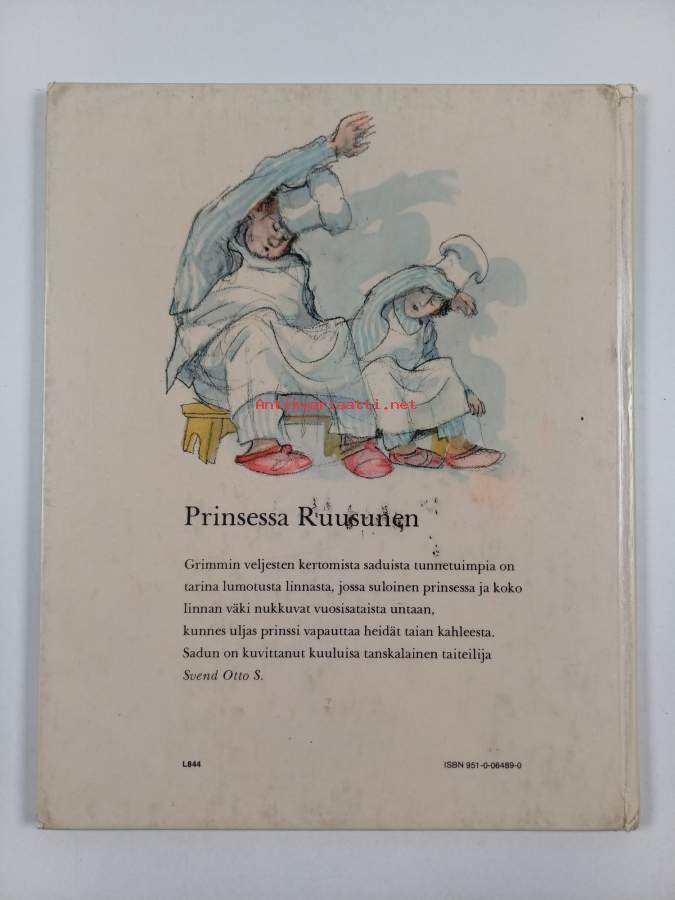 Antikvariaatti.net
Prinsessa Ruusunen
Grimmin veljesten kertomista saduista tunnetuimpia on
tarina lumotusta linnasta, jossa suloinen prinsessa ja koko
linnan väki nukkuvat vuosisataista untaan,
kunnes uljas prinssi vapauttaa heidät taian kahleesta.
Sadun on kuvittanut kuuluisa tanskalainen taiteilija
Svend Otto S.
L844
ISBN 951-0-06489-0